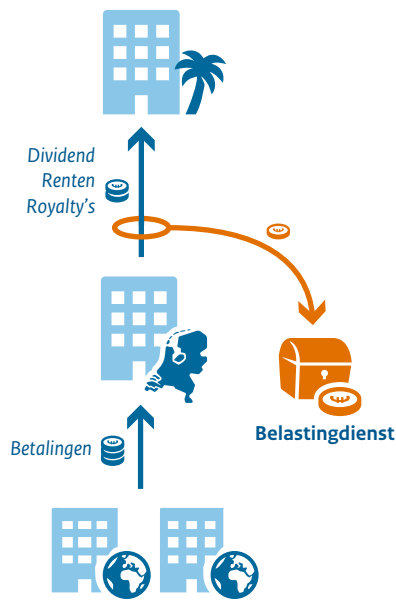 Dividend
Renten
Royalty’s
Belastingdienst
Betalingen